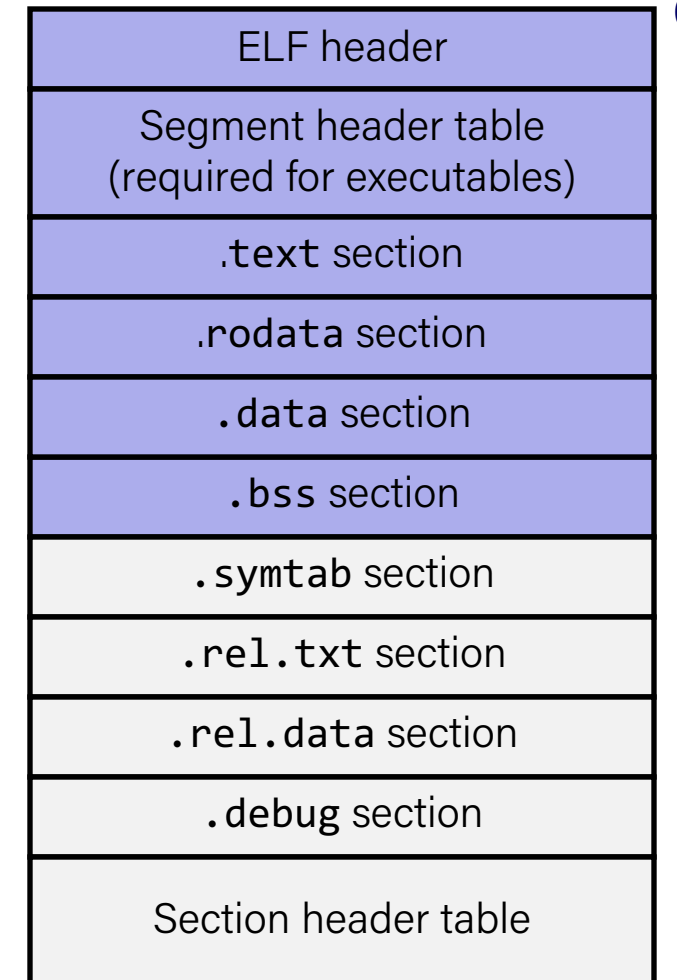 ELF header
Segment header table
(required for executables)
.text section
.rodata section
.data section
.bss section
.symtab section
.rel.txt section
.rel.data section
.debug section
Section header table